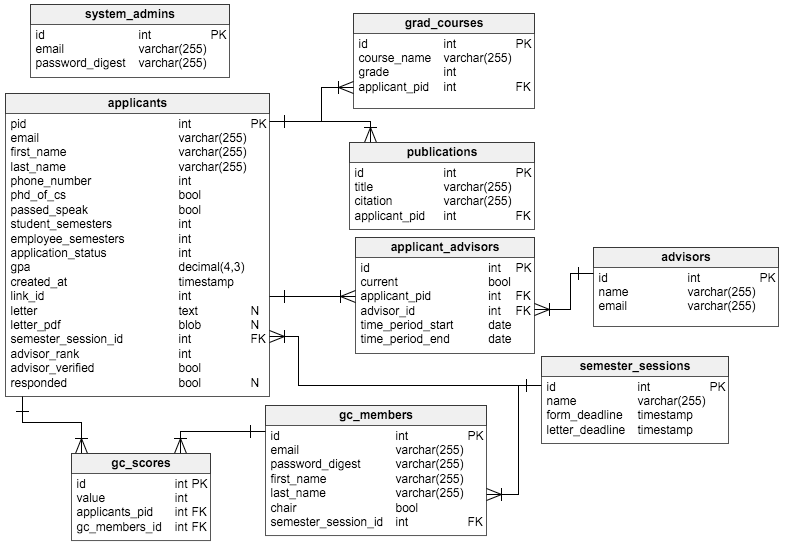 system_admins
id int PK
email varchar(255)
password_digest varchar(255)
grad_courses
id int PK
course_name varchar(255)
grade int
applicant_pid int FK
applicants
pid int PK
email varchar(255)
first_name varchar(255)
last_name varchar(255)
phone_number int
phd_of_cs bool
passed_speak bool
student_semesters int
employee_semesters int
application_status int
gpa decimal(4,3)
created_at timestamp
link_id int
letter text N
letter_pdf blob N
semester_session_id int FK
advisor_rank int
advisor_verified bool
responded bool N
publications
id int PK
title varchar(255)
citation varchar(255)
applicant_pid int FK
applicant_advisors
id int PK
current bool
applicant_pid int FK
advisor_id int FK
time_period_start date
time_period_end date
advisors
id int PK
name varchar(255)
email varchar(255)
semester_sessions
id int PK
name varchar(255)
form_deadline timestamp
letter_deadline timestamp
gc_members
id int PK
email varchar(255)
password_digest varchar(255)
first_name varchar(255)
last_name varchar(255)
chair bool
semester_session_id int FK
gc_scores
id int PK
value int
applicants_pid int FK
gc_members_id int FK